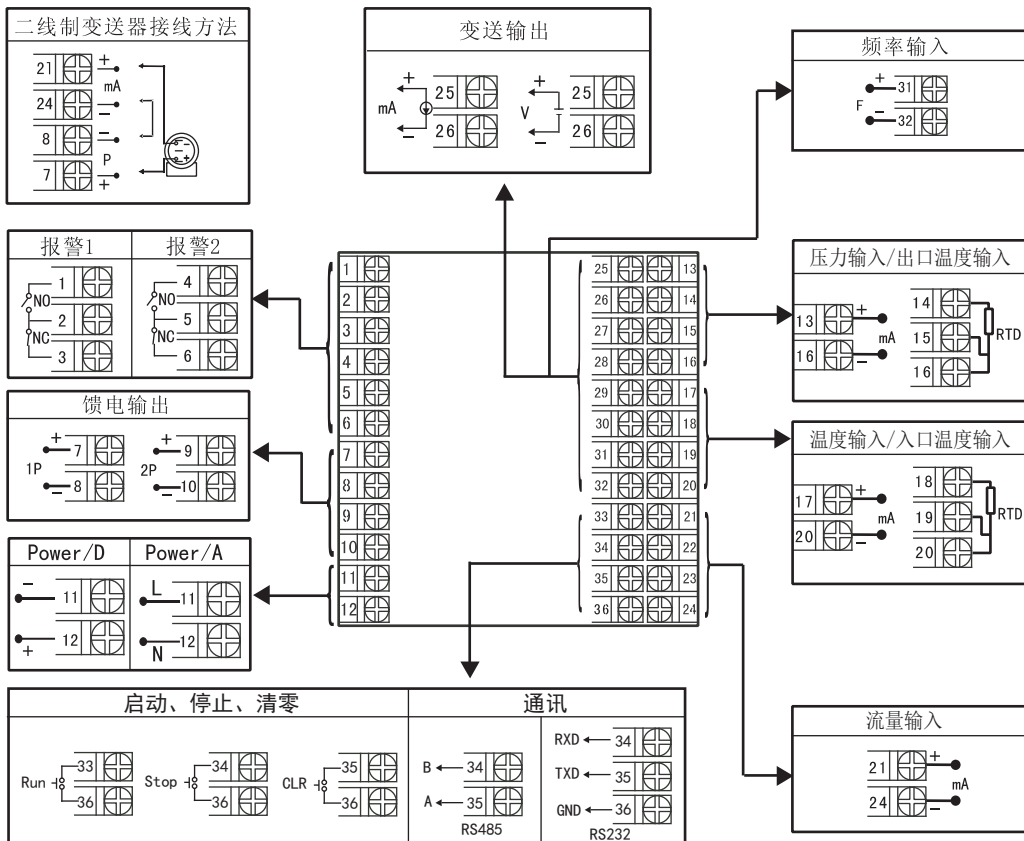 二线制变送器接线方法
21 +
mA
24 −
8 −
P
7 +
变送输出
+ 25
mA
− 26
+ 25
V
− 26
频率输入
+ 31
F
− 32
报警1
1
NO
2
NC
3
报警2
4
NO
5
NC
6
馈电输出
+ 7
1P
− 8
+ 9
2P
− 10
Power/D
− 11
+ 12
Power/A
L 11
N 12
1
2
3
4
5
6
7
8
9
10
11
12
25 13
26 14
27 15
28 16
29 17
30 18
31 19
32 20
33 21
34 22
35 23
36 24
压力输入/出口温度输入
13 +
mA
16 −
14
15 RTD
16
温度输入/入口温度输入
17 +
mA
20 −
18
19 RTD
20
启动、停止、清零
Run 33
36
Stop 34
36
CLR 35
36
通讯
B 34
A 35
RS485
RXD 34
TXD 35
GND 36
RS232
流量输入
21 +
mA
24 −